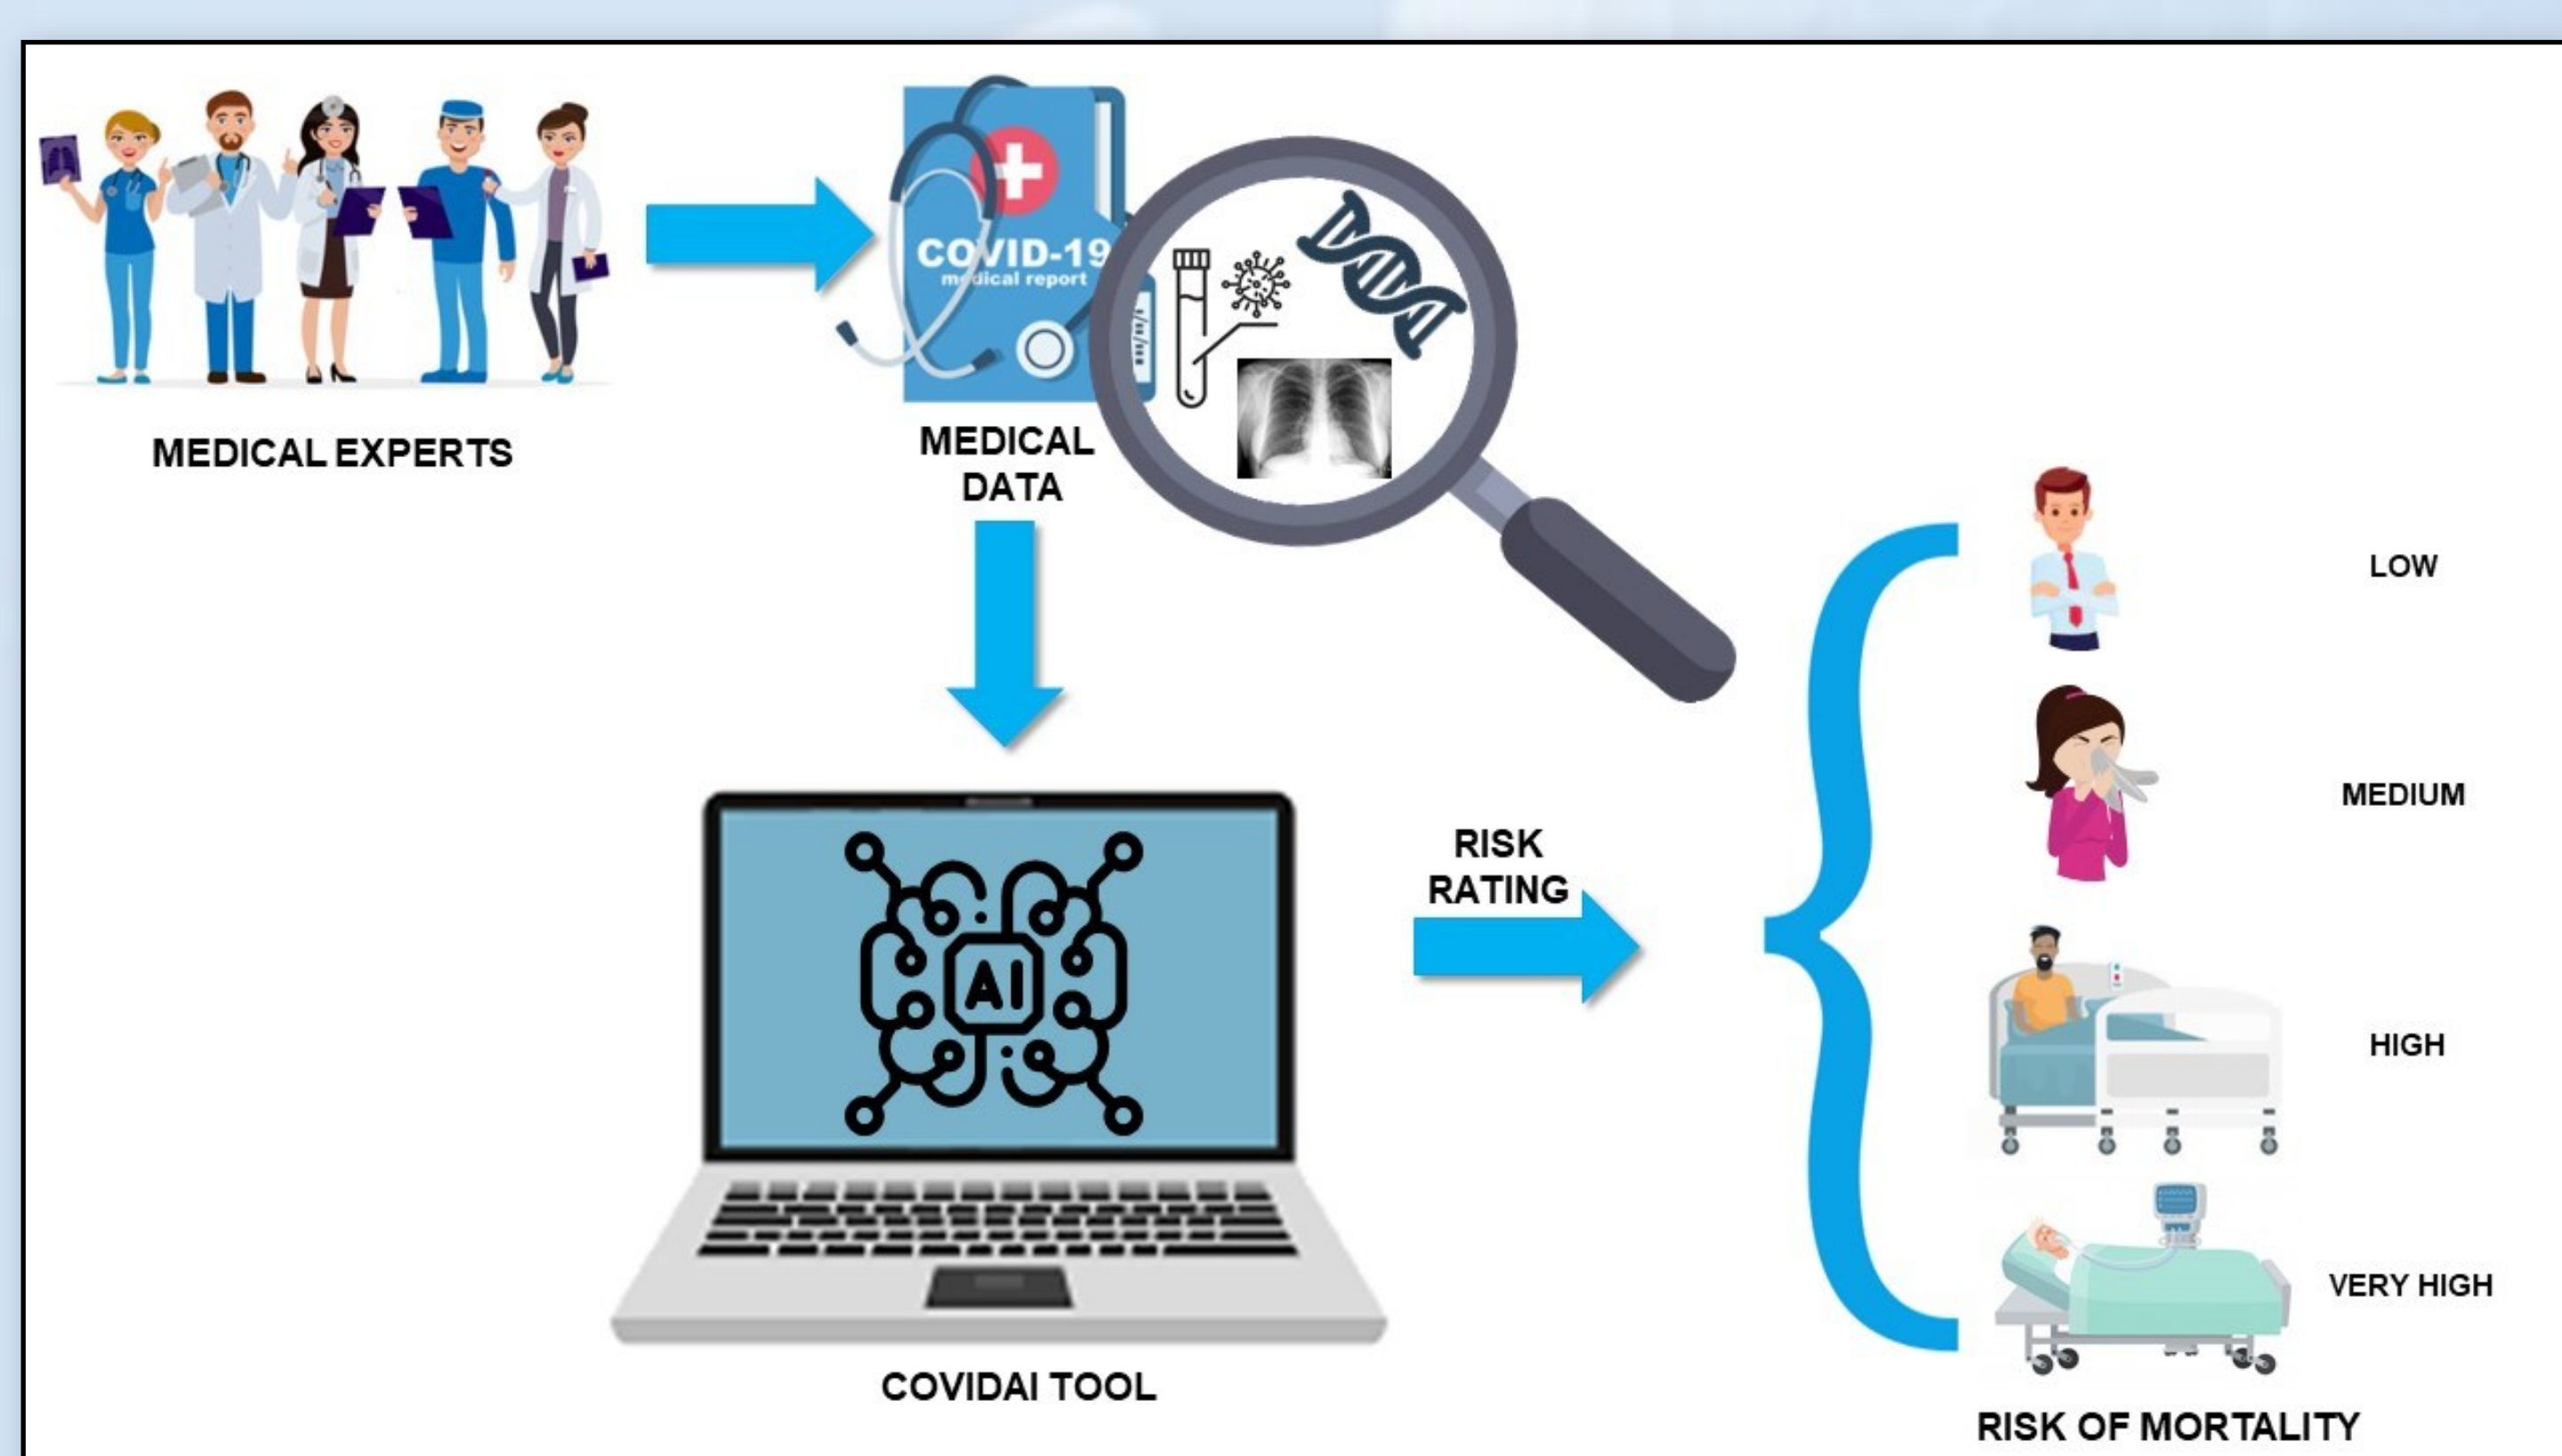 COVID-19
medical report
MEDICAL EXPERTS
MEDICAL
DATA
LOW
MEDIUM
RISK
RATING
AI
HIGH
VERY HIGH
COVIDAI TOOL
RISK OF MORTALITY